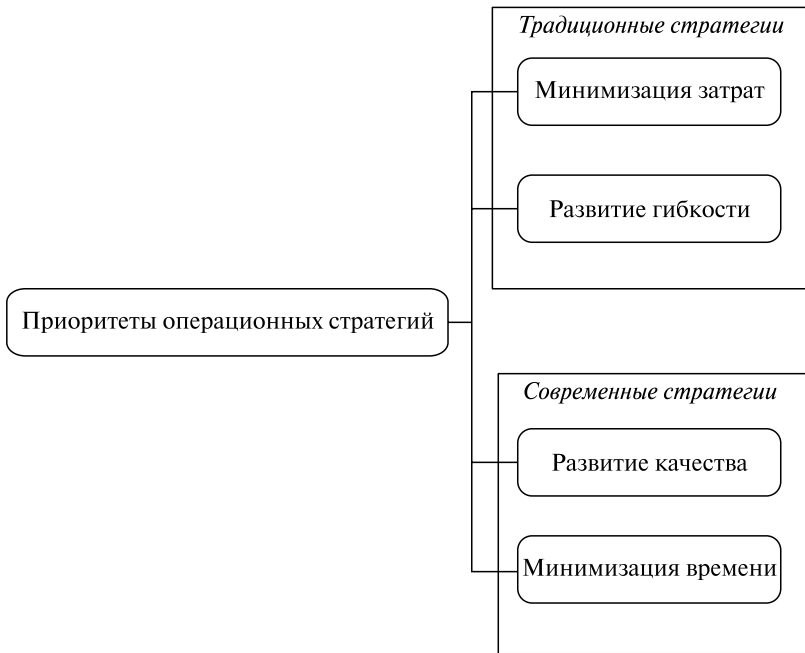 Традиционные стратегии
Минимизация затрат
Развитие гибкости
Приоритеты операционных стратегий
Современные стратегии
Развитие качества
Минимизация времени